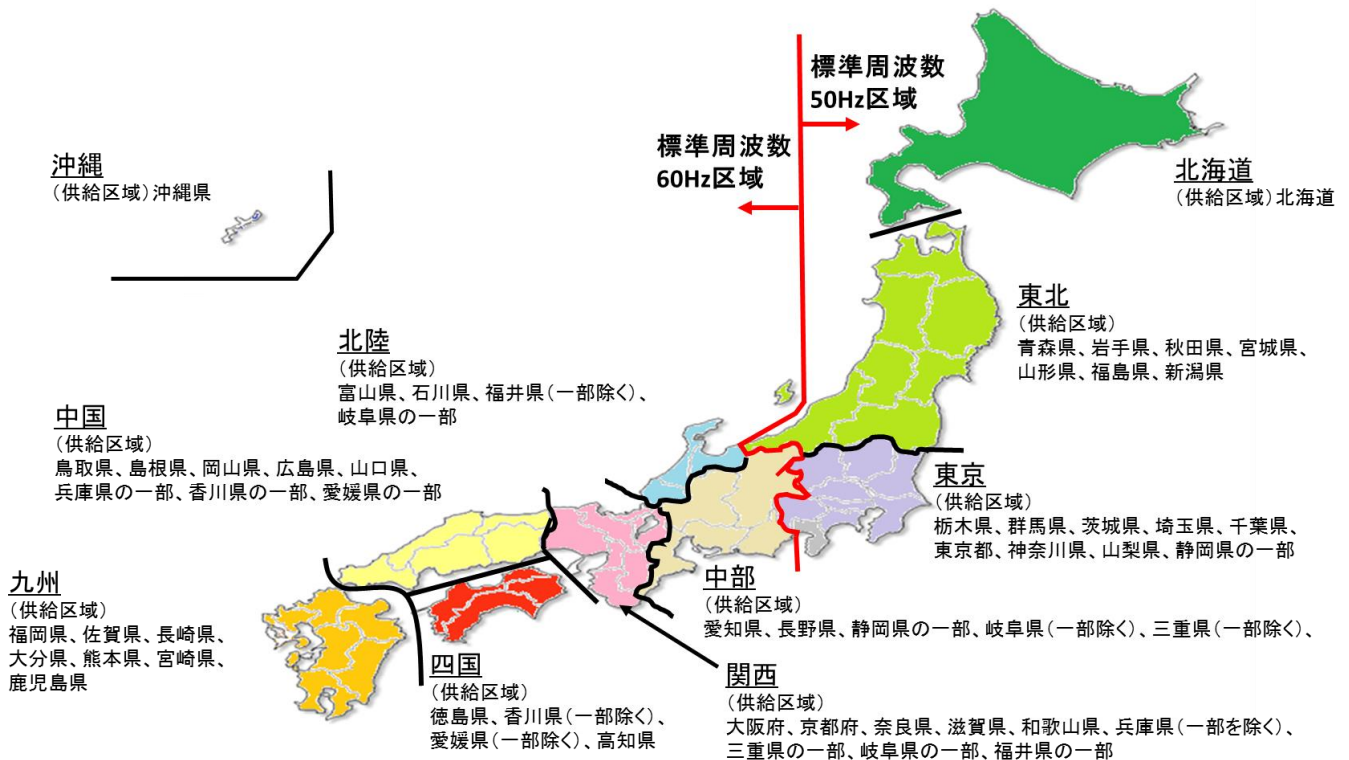 標準周波数
50Hz区域
標準周波数
60Hz区域
沖縄
(供給区域)沖縄県
北海道
(供給区域)北海道
東北
(供給区域)
青森県、岩手県、秋田県、宮城県、
山形県、福島県、新潟県
北陸
(供給区域)
富山県、石川県、福井県(一部除く)、
岐阜県の一部
中国
(供給区域)
鳥取県、島根県、岡山県、広島県、山口県、
兵庫県の一部、香川県の一部、愛媛県の一部
東京
(供給区域)
栃木県、群馬県、茨城県、埼玉県、千葉県、
東京都、神奈川県、山梨県、静岡県の一部
九州
(供給区域)
福岡県、佐賀県、長崎県、
大分県、熊本県、宮崎県、
鹿児島県
中部
(供給区域)
愛知県、長野県、静岡県の一部、岐阜県(一部除く)、三重県(一部除く)、
四国
(供給区域)
徳島県、香川県(一部除く)、
愛媛県(一部除く)、高知県
関西
(供給区域)
大阪府、京都府、奈良県、滋賀県、和歌山県、兵庫県(一部を除く)、
三重県の一部、岐阜県の一部、福井県の一部